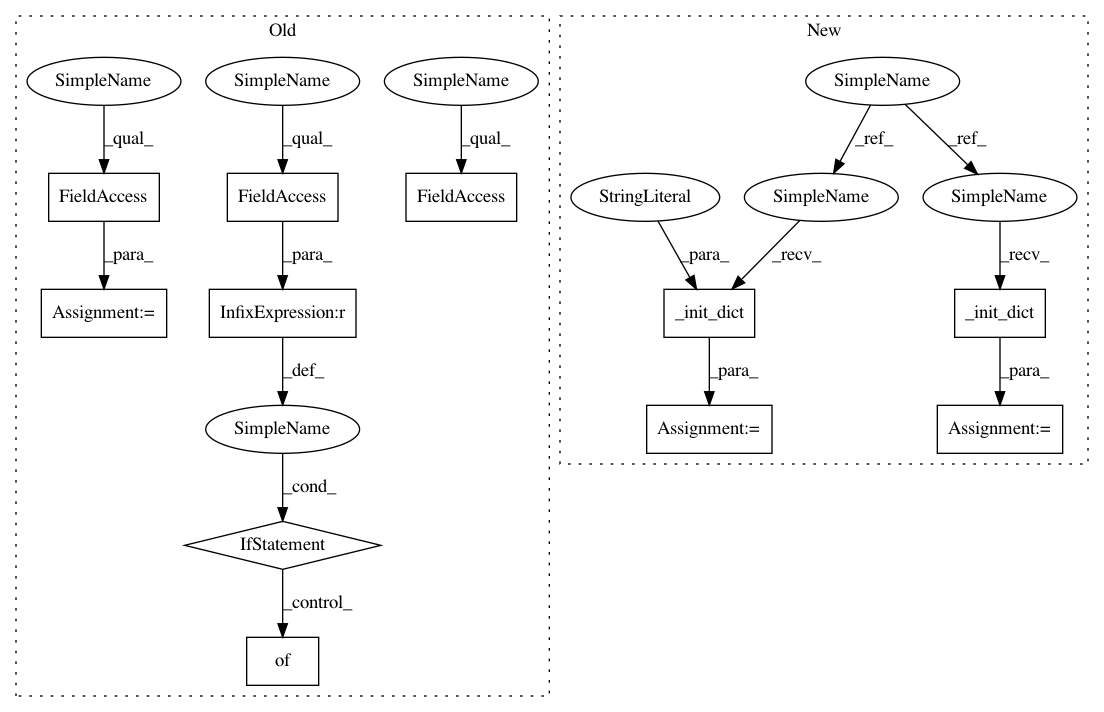 Old
New
SimpleName
SimpleName
SimpleName
SimpleName
_qual_
_qual_
_qual_
_ref_
_ref_
FieldAccess
FieldAccess
FieldAccess
StringLiteral
SimpleName
SimpleName
_para_
_para_
_para_
_recv_
_recv_
Assignment:=
InfixExpression:r
_init_dict
_init_dict
_def_
_para_
_para_
SimpleName
Assignment:=
Assignment:=
_cond_
IfStatement
_control_
of